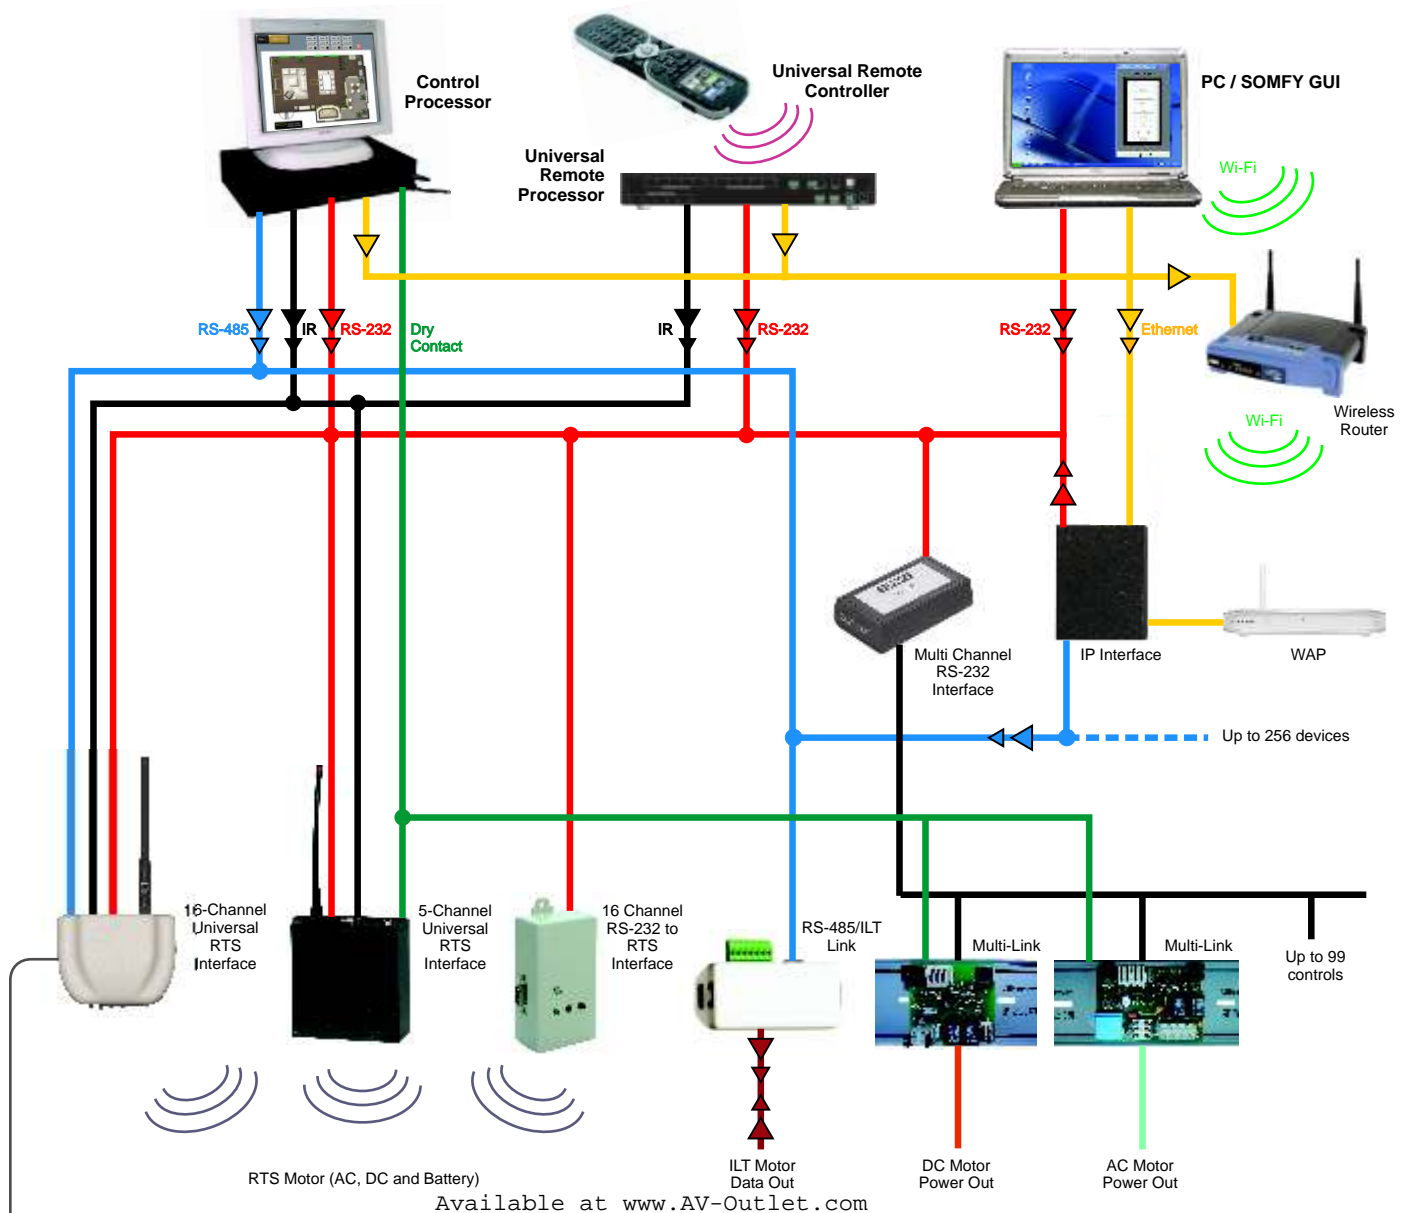 Control
Processor
Universal Remote
Controller
PC / SOMFY GUI
Universal
Remote
Processor
Wi-Fi
RS-485
IR
RS-232
Dry
Contact
IR
RS-232
RS-232
Ethernet
Wireless
Router
Wi-Fi
Multi Channel
RS-232
Interface
IP Interface
WAP
Up to 256 devices
16-Channel
Universal
RTS
Interface
5-Channel
Universal
RTS
Interface
16 Channel
RS-232 to
RTS
Interface
RS-485/ILT
Link
Multi-Link
Multi-Link
Up to 99
controls
RTS Motor (AC, DC and Battery)
ILT Motor
Data Out
DC Motor
Power Out
AC Motor
Power Out
Available at www.AV-Outlet.com